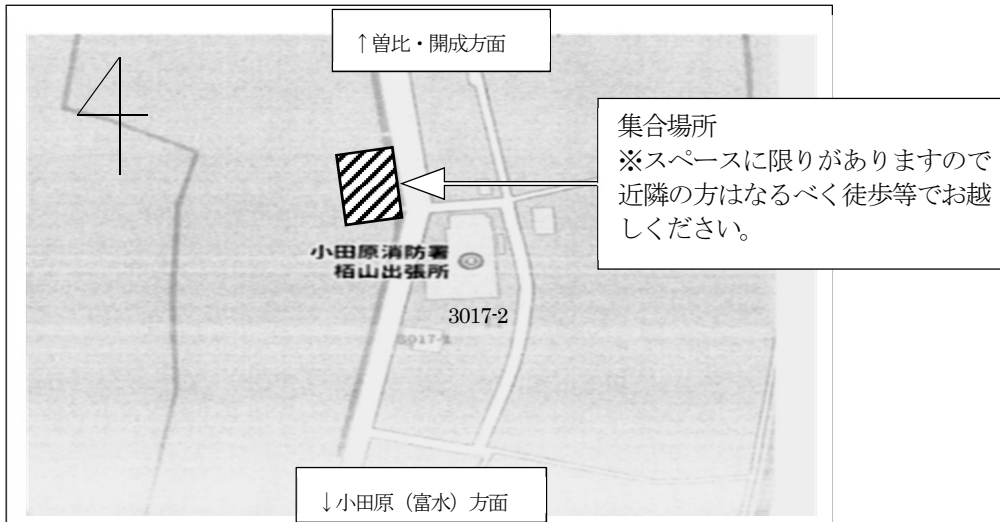 ↑曽比・開成方面
集合場所
※スペースに限りがありますので
近隣の方はなるべく徒歩等でお越
しください。
小田原消防署
栢山出張所
3017-2
3017-1
↓小田原（富水）方面